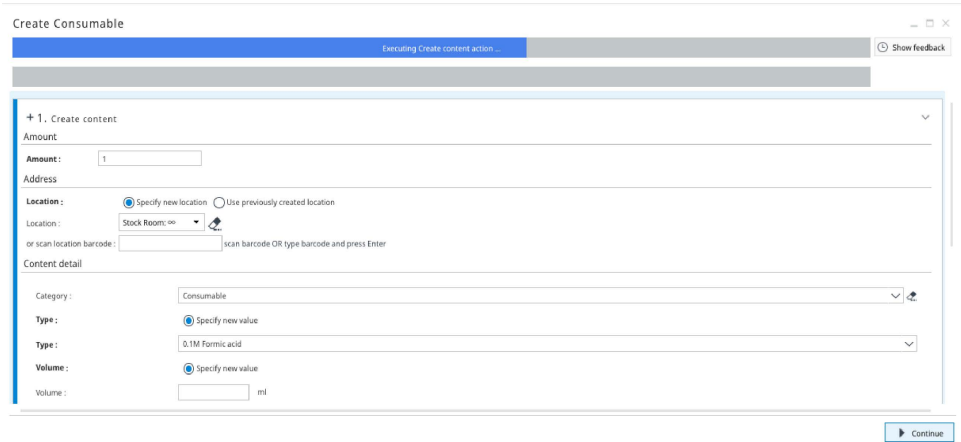 Create Consumable
Executing Create content action ...
Show feedback
+ 1. Create content
Amount
Amount : 1
Address
Location : Specify new location Use previously created location
Location : Stock Room: ∞
or scan location barcode : scan barcode OR type barcode and press Enter
Content detail
Category : Consumable
Type : Specify new value
Type : 0.1M Formic acid
Volume : Specify new value
Volume : ml
Continue